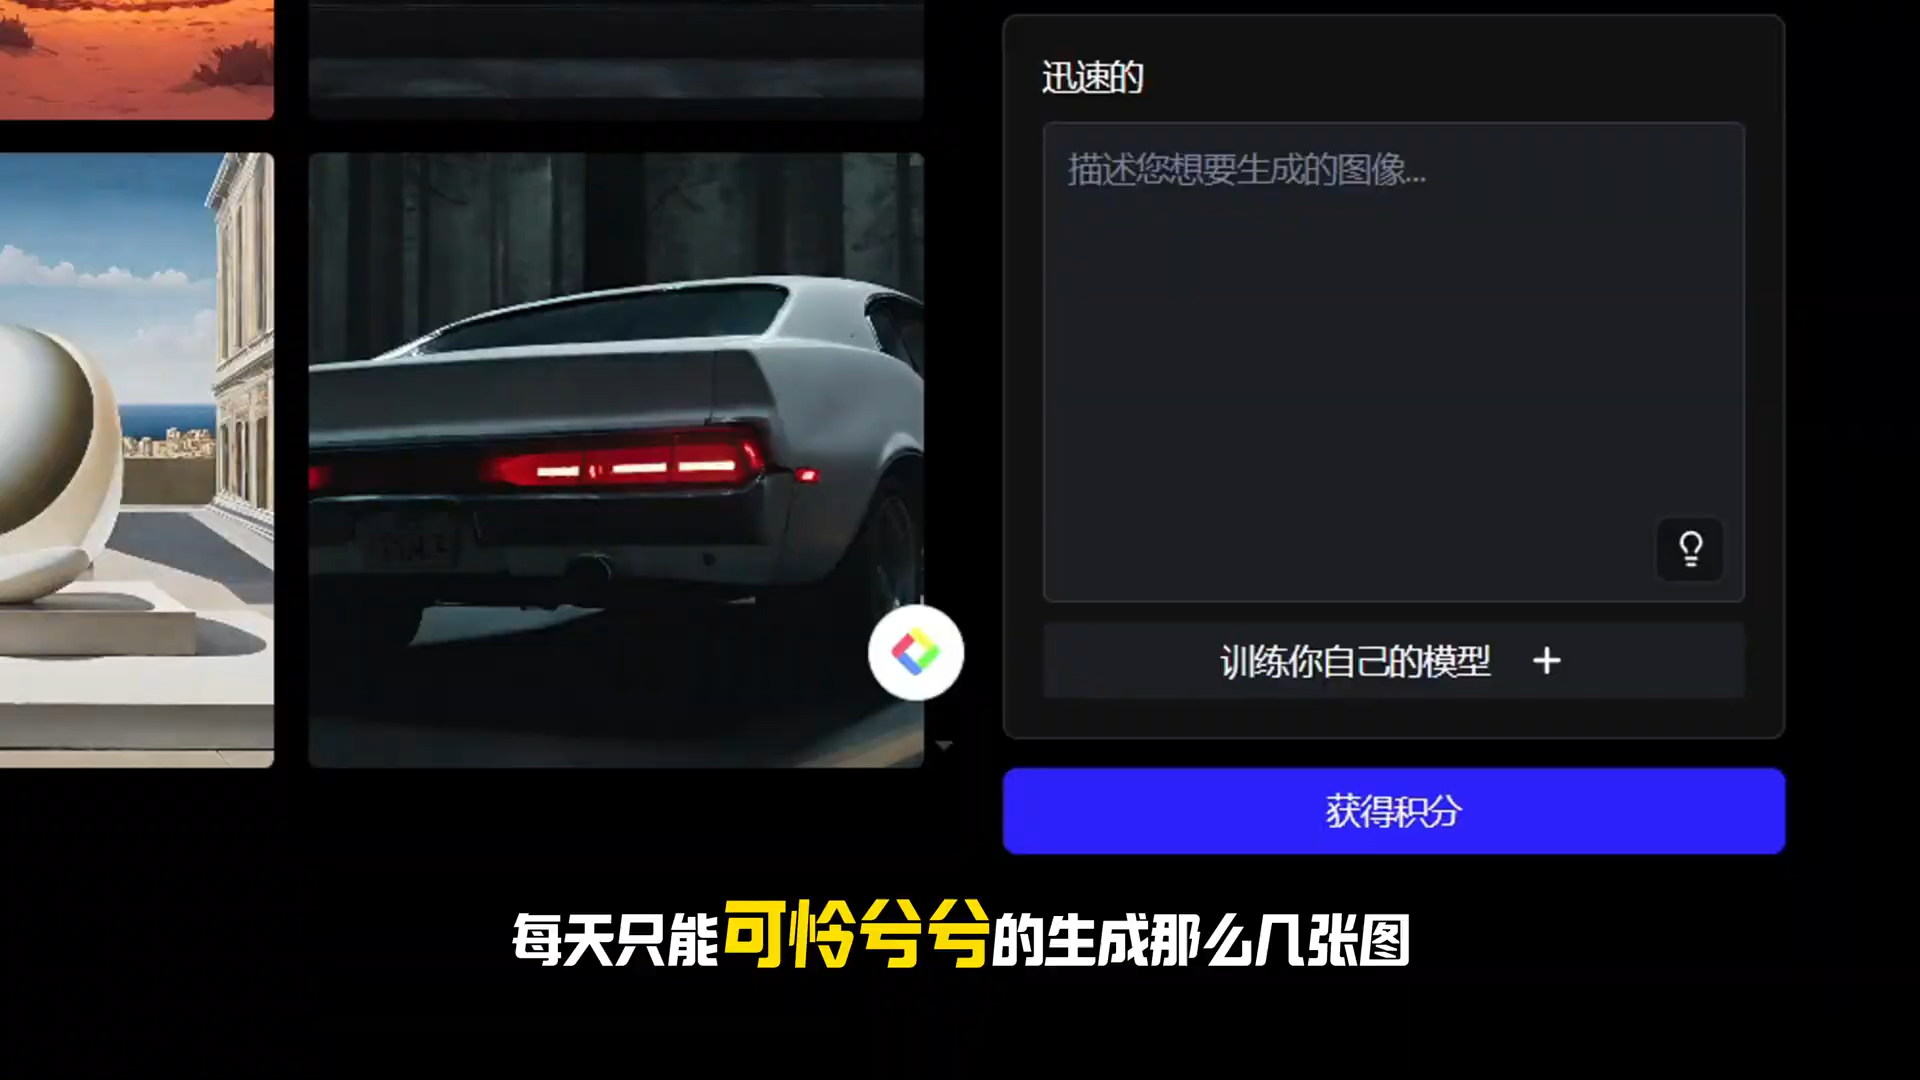 迅速的
描述您想要生成的图像...
训练你自己的模型 +
获得积分
每天只能可怜兮兮的生成那么几张图